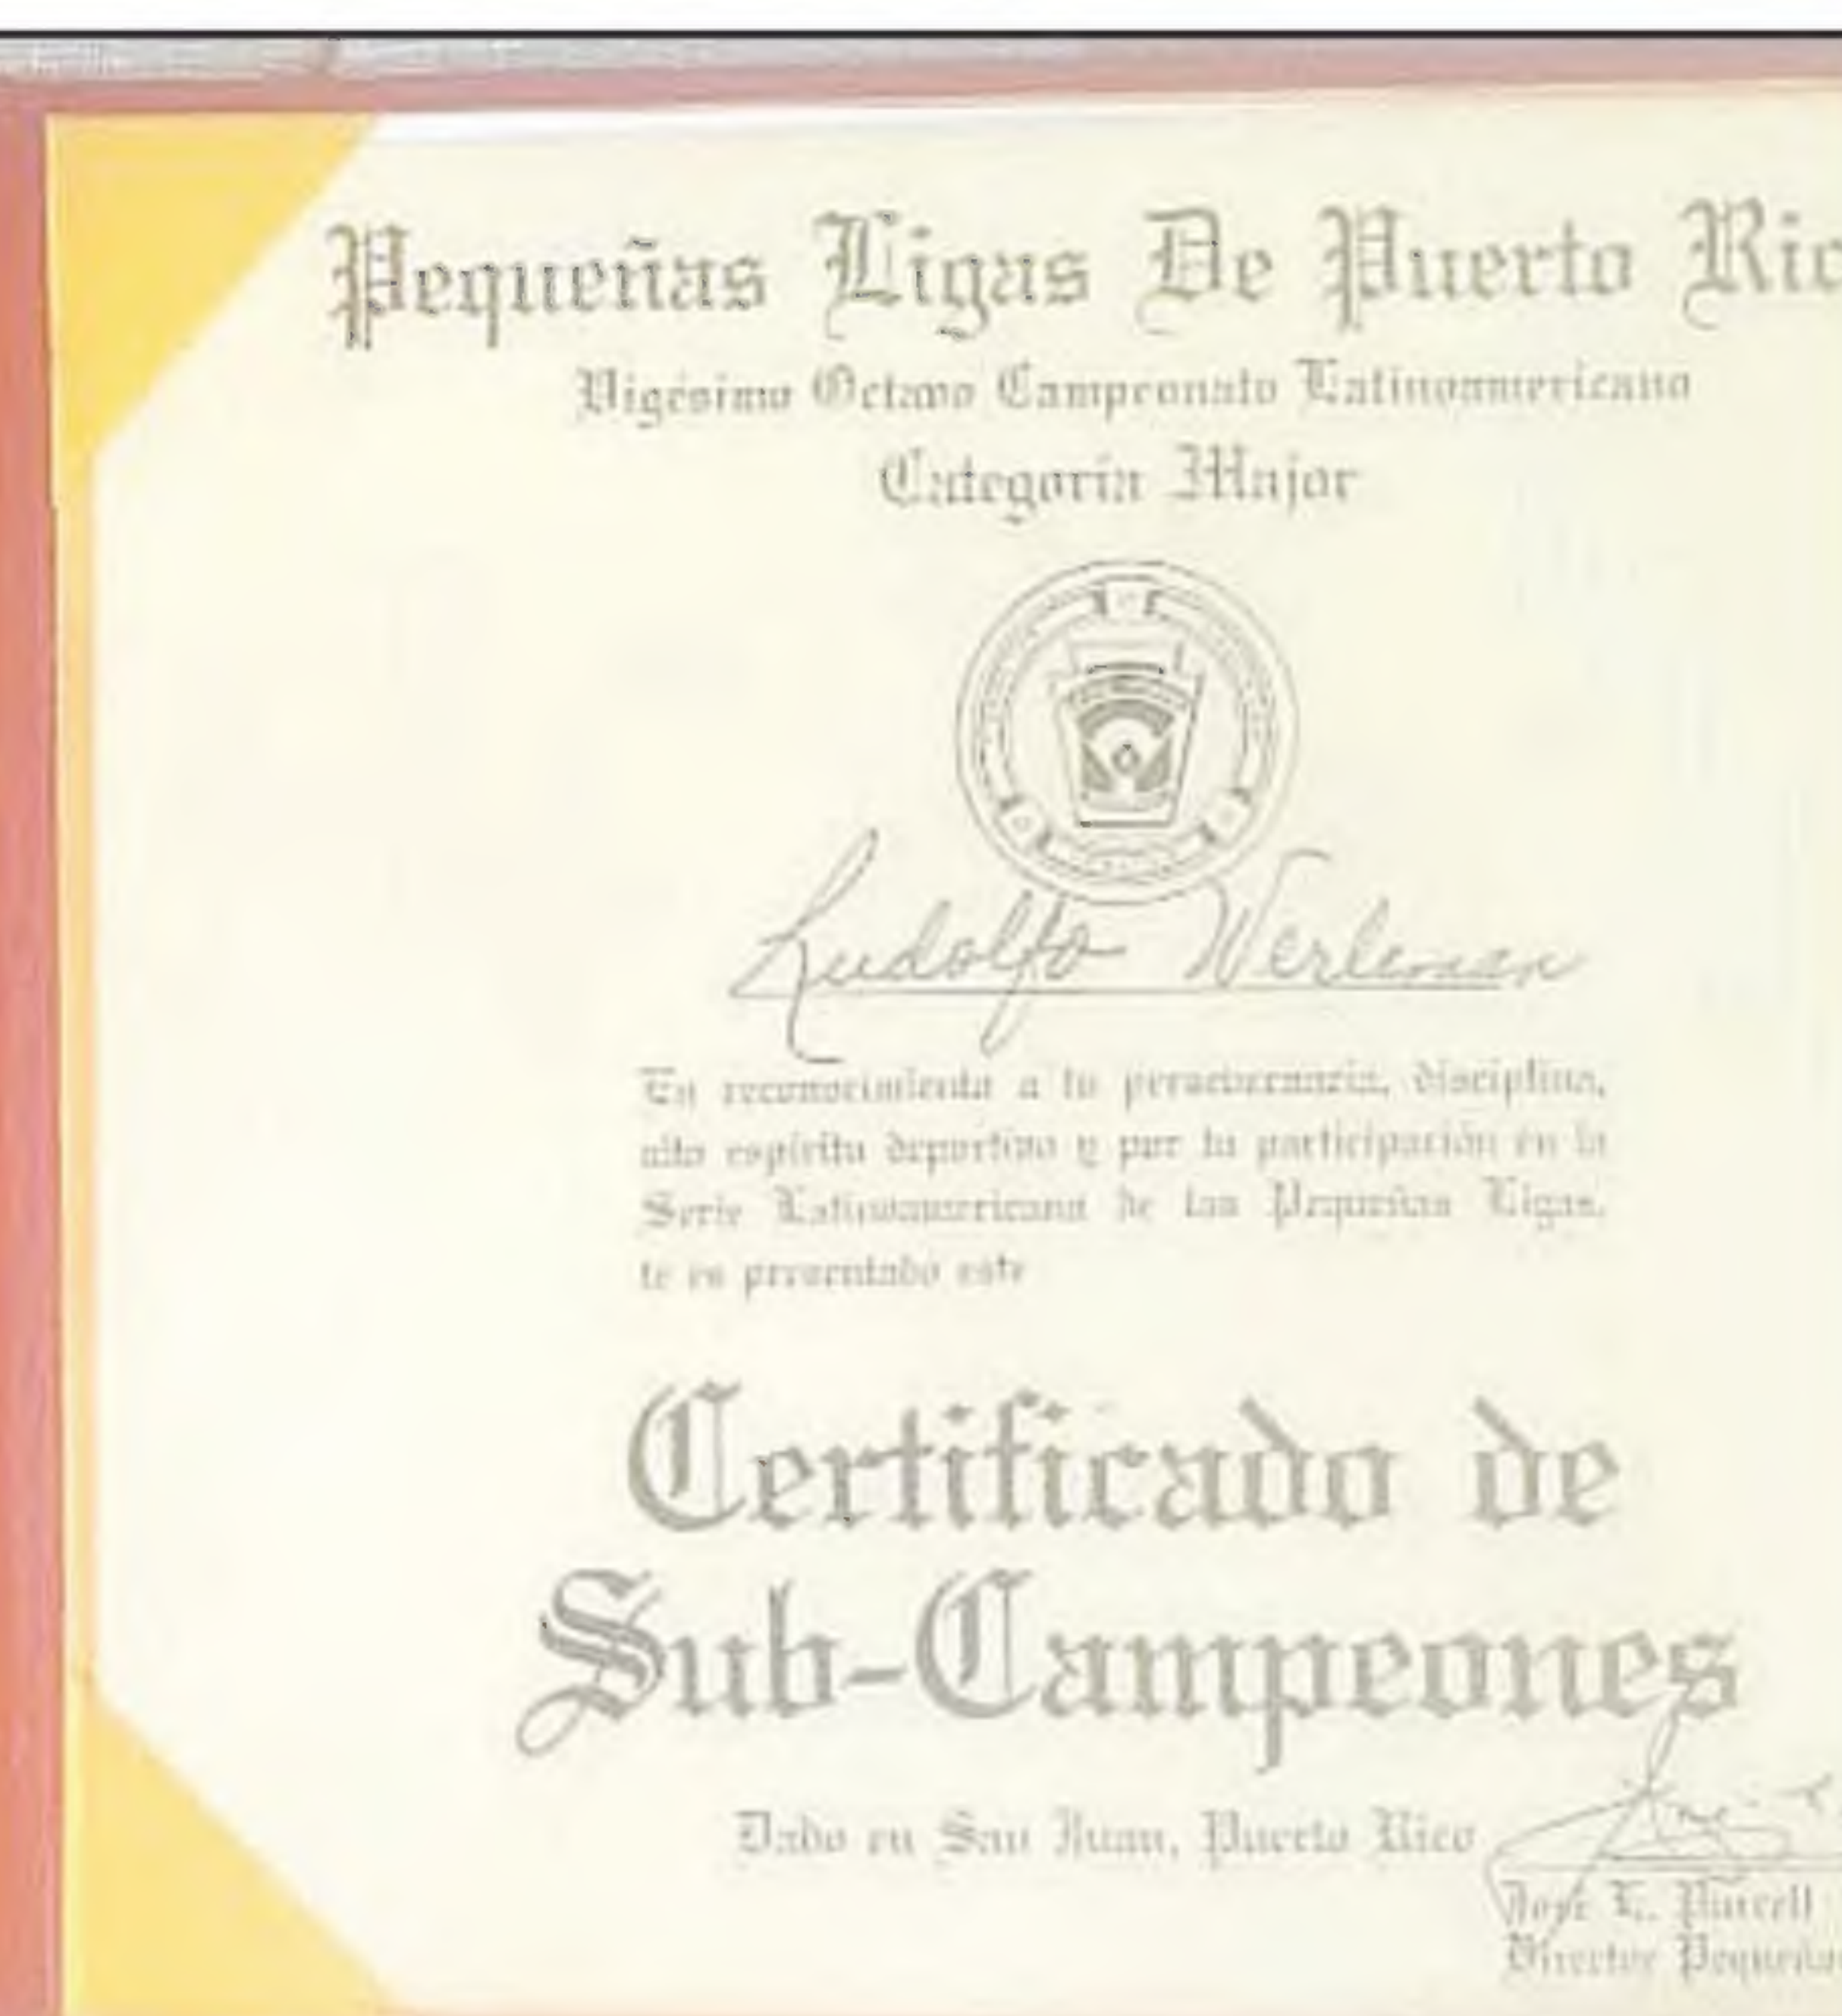 Pequeñas Ligas De Puerto Ric
Vigésimo Octavo Campeonato Latinoamericano
Categoría Major
Rudolfo Werleman
En reconocimiento a tu perseverancia, disciplina,
alto espíritu deportivo y por tu participación en la
Serie Latinoamericana de las Pequeñas Ligas,
te es presentado este
Certificado de
Sub-Campeones
Dado en San Juan, Puerto Rico
José E. Purcell
Director Pequeñas